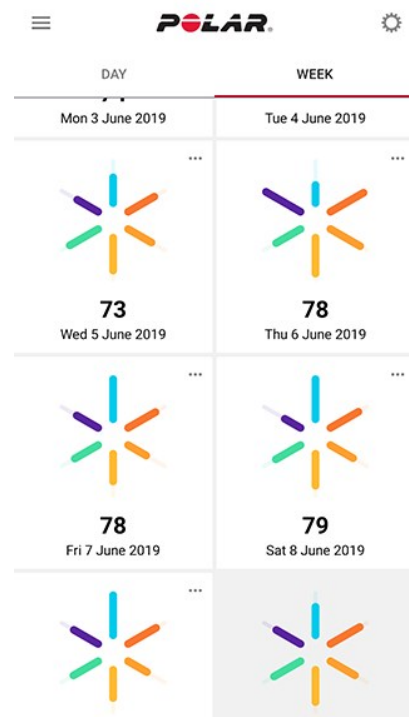 POLAR.
DAY WEEK
Mon 3 June 2019 Tue 4 June 2019
73 78
Wed 5 June 2019 Thu 6 June 2019
78 79
Fri 7 June 2019 Sat 8 June 2019